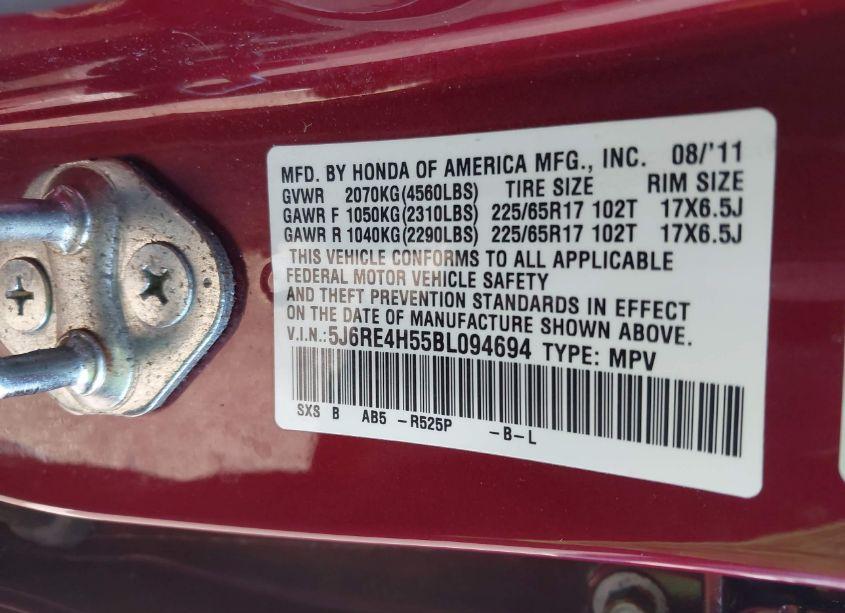 MFD. BY HONDA OF AMERICA MFG., INC. 08/'11
GVWR 2070KG(4560LBS) TIRE SIZE RIM SIZE
GAWR F 1050KG(2310LBS) 225/65R17 102T 17X6.5J
GAWR R 1040KG(2290LBS) 225/65R17 102T 17X6.5J
THIS VEHICLE CONFORMS TO ALL APPLICABLE
FEDERAL MOTOR VEHICLE SAFETY
AND THEFT PREVENTION STANDARDS IN EFFECT
ON THE DATE OF MANUFACTURE SHOWN ABOVE.
V.I.N.:5J6RE4H55BL094694 TYPE: MPV
SXS B AB5 -R525P -B-L